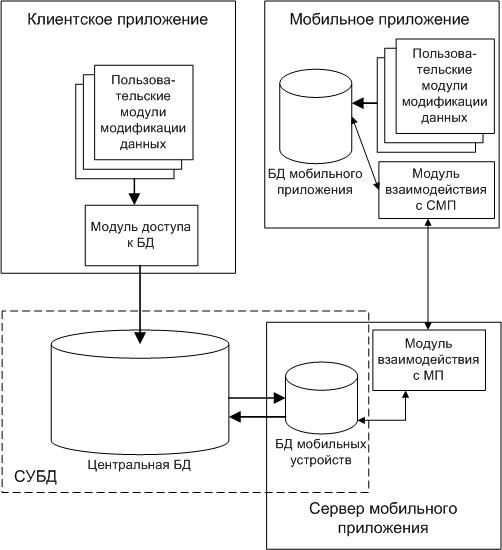 Клиентское приложение
Пользова-
тельские
модули
модификации
данных
Модуль доступа
к БД
Мобильное приложение
Пользова-
тельские
модули
модификации
данных
БД мобильного
приложения
Модуль
взаимодействия
с СМП
Модуль
взаимодействия
с МП
Центральная БД
БД мобильных
устройств
СУБД
Сервер мобильного
приложения